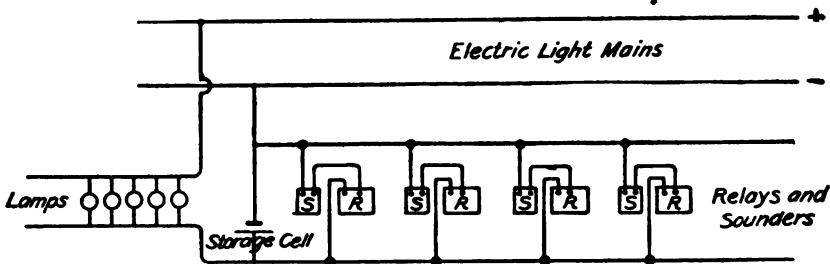 +
Electric Light Mains
−
Lamps
S R S R S R S R
Relays and
Sounders
Storage Cell